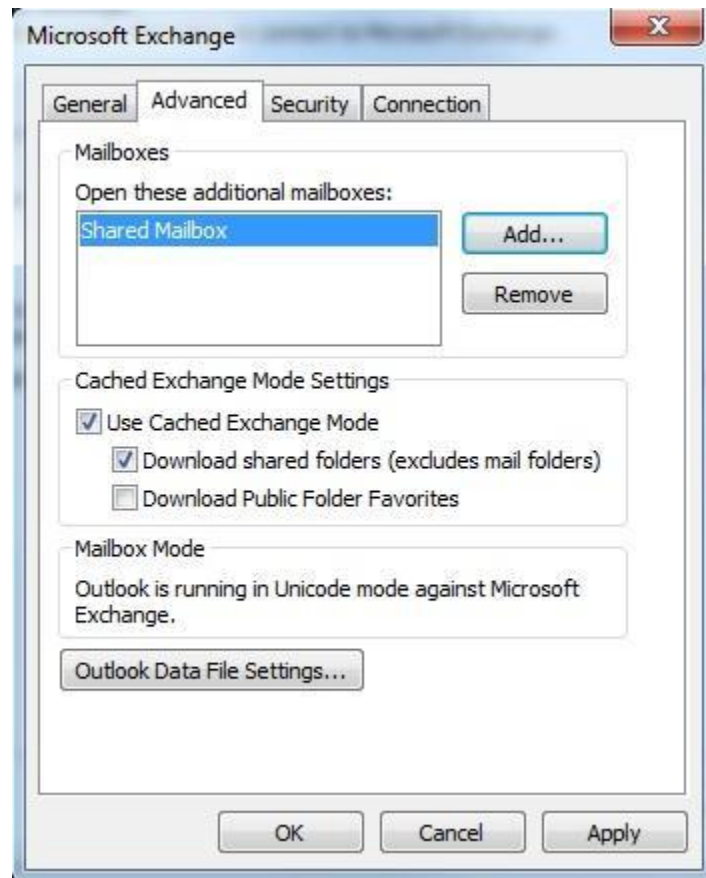 Microsoft Exchange
General Advanced Security Connection
Mailboxes
Open these additional mailboxes:
Shared Mailbox
Add...
Remove
Cached Exchange Mode Settings
Use Cached Exchange Mode
Download shared folders (excludes mail folders)
Download Public Folder Favorites
Mailbox Mode
Outlook is running in Unicode mode against Microsoft
Exchange.
Outlook Data File Settings...
OK Cancel Apply